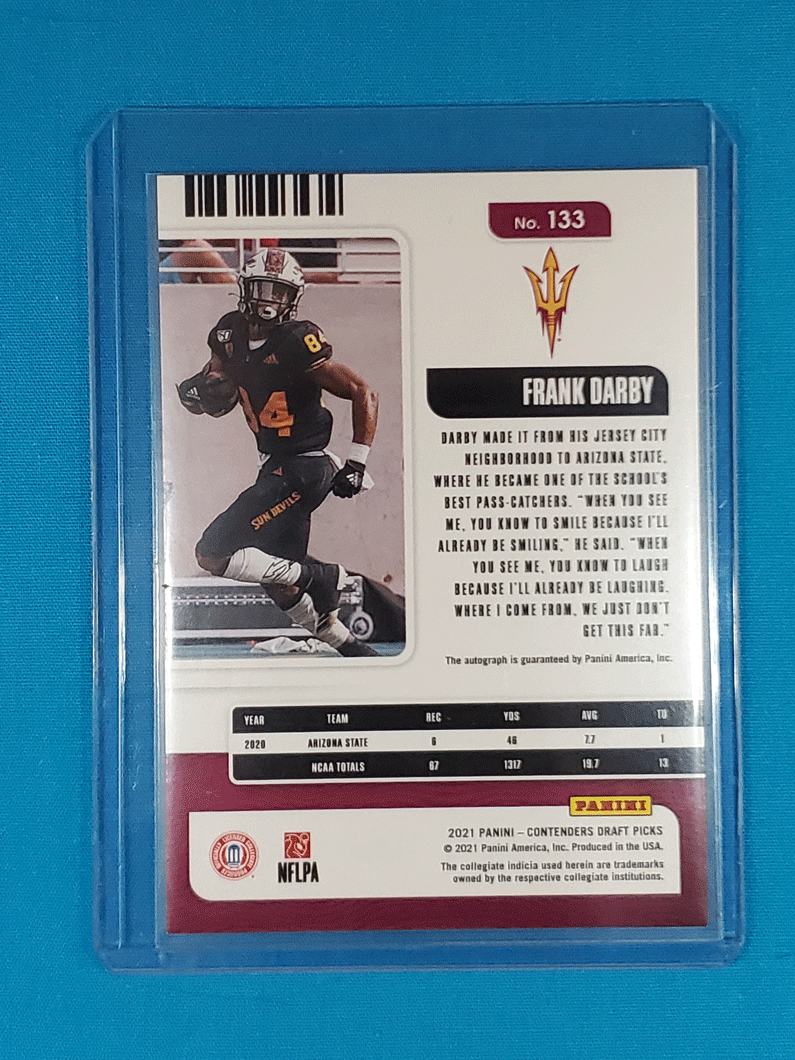 No. 133
84
84
SUN DEVILS
FRANK DARBY
DARBY MADE IT FROM HIS JERSEY CITY
NEIGHBORHOOD TO ARIZONA STATE,
WHERE HE BECAME ONE OF THE SCHOOL'S
BEST PASS-CATCHERS. "WHEN YOU SEE
ME, YOU KNOW TO SMILE BECAUSE I'LL
ALREADY BE SMILING," HE SAID. "WHEN
YOU SEE ME, YOU KNOW TO LAUGH
BECAUSE I'LL ALREADY BE LAUGHING.
WHERE I COME FROM, WE JUST DON'T
GET THIS FAR."
The autograph is guaranteed by Panini America, Inc.
YEAR TEAM REC YDS AVG TD
2020 ARIZONA STATE 6 46 7.7 1
NCAA TOTALS 67 1317 19.7 13
PANINI
2021 PANINI – CONTENDERS DRAFT PICKS
© 2021 Panini America, Inc. Produced in the USA.
The collegiate indicia used herein are trademarks
owned by the respective collegiate institutions.
OFFICIALLY LICENSED COLLEGIATE PRODUCTS
NFLPA